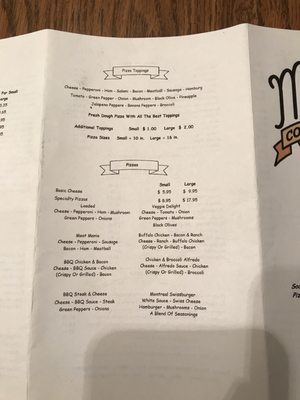 For Small
Large
Pizza Toppings
Cheese - Pepperoni - Ham - Salami - Bacon - Meatball - Sausage - Hamburg
Tomato - Green Pepper - Onion - Mushroom - Black Olive - Pineapple
Jalapeno Peppers - Banana Peppers - Broccoli
Fresh Dough Pizza With All The Best Toppings
Additional Toppings Small $ 1.00 Large $ 2.00
Pizza Sizes Small - 10 in. Large - 16 in.
Pizzas
Small Large
Basic Cheese $ 5.95 $ 9.95
Specialty Pizzas $ 8.95 $ 17.95
Loaded Veggie Delight
Cheese - Pepperoni - Ham - Mushroom Cheese - Tomato - Onion
Green Peppers - Onions Green Peppers - Mushrooms
Black Olives
Meat Mania Buffalo Chicken - Bacon & Ranch
Cheese - Pepperoni - Sausage Cheese - Ranch - Buffalo Chicken
Bacon - Ham - Meatball (Crispy Or Grilled) - Bacon
BBQ Chicken & Bacon Chicken & Broccoli Alfredo
Cheese - BBQ Sauce - Chicken Cheese - Alfredo Sauce - Chicken
(Crispy Or Grilled) - Bacon (Crispy Or Grilled) - Broccoli
BBQ Steak & Cheese Montreal Swissburger
Cheese - BBQ Sauce - Steak White Sauce - Swiss Cheese
Green Peppers - Onions Hamburger - Mushrooms - Onion
A Blend Of Seasonings